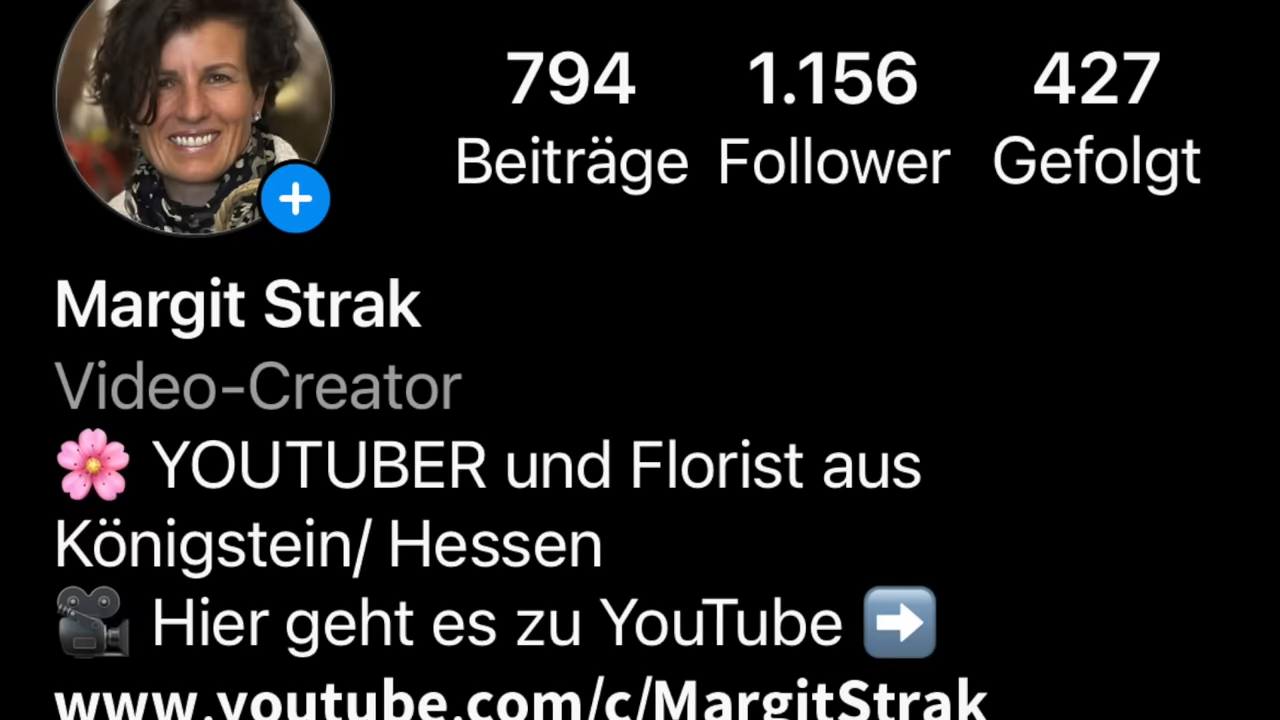 794 1.156 427
Beiträge Follower Gefolgt
Margit Strak
Video-Creator
🌸 YOUTUBER und Florist aus
Königstein/ Hessen
🎥 Hier geht es zu YouTube ➡️
www.youtube.com/c/MargitStrak